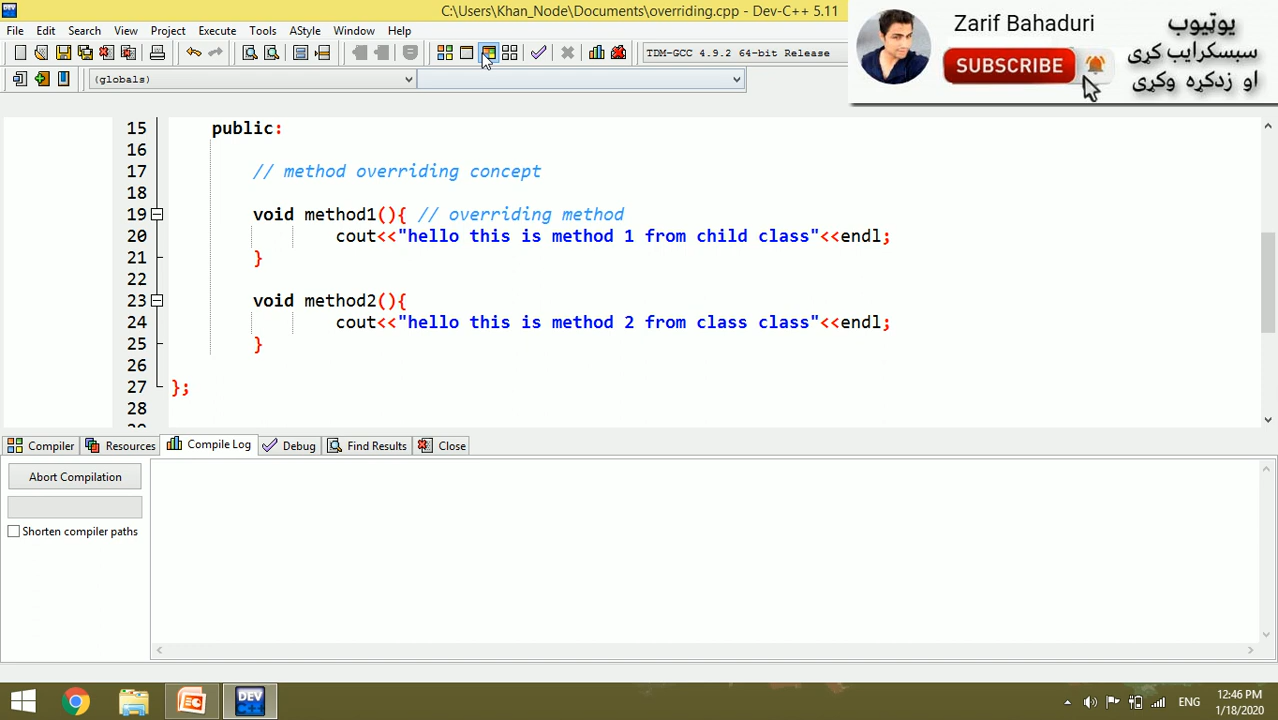 C:\Users\Khan_Node\Documents\overriding.cpp - Dev-C++ 5.11
File Edit Search View Project Execute Tools AStyle Window Help
TDM-GCC 4.9.2 64-bit Release
(globals)
Zarif Bahaduri
SUBSCRIBE
یوټیوب
سبسکرایب کړی
او زدکړه وکړی
15 public:
16
17 // method overriding concept
18
19 void method1(){ // overriding method
20 cout<<"hello this is method 1 from child class"<<endl;
21 }
22
23 void method2(){
24 cout<<"hello this is method 2 from class class"<<endl;
25 }
26
27 };
28
Compiler Resources Compile Log Debug Find Results Close
Abort Compilation
Shorten compiler paths
DEV C++
ENG
12:46 PM
1/18/2020